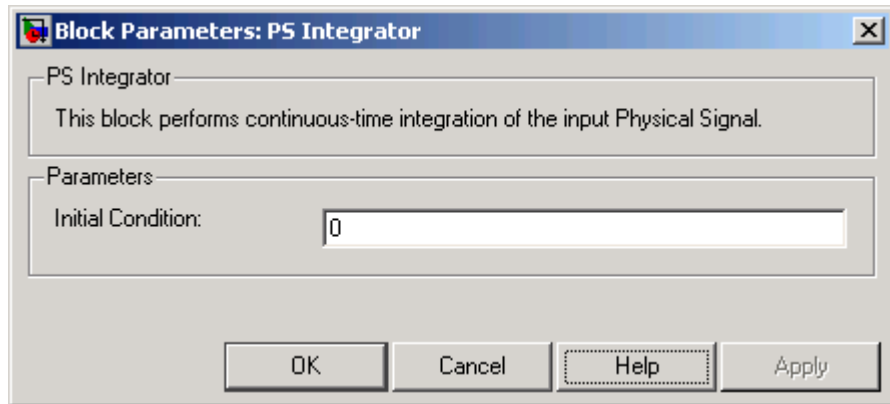 Block Parameters: PS Integrator
PS Integrator
This block performs continuous-time integration of the input Physical Signal.
Parameters
Initial Condition: 0
OK Cancel Help Apply